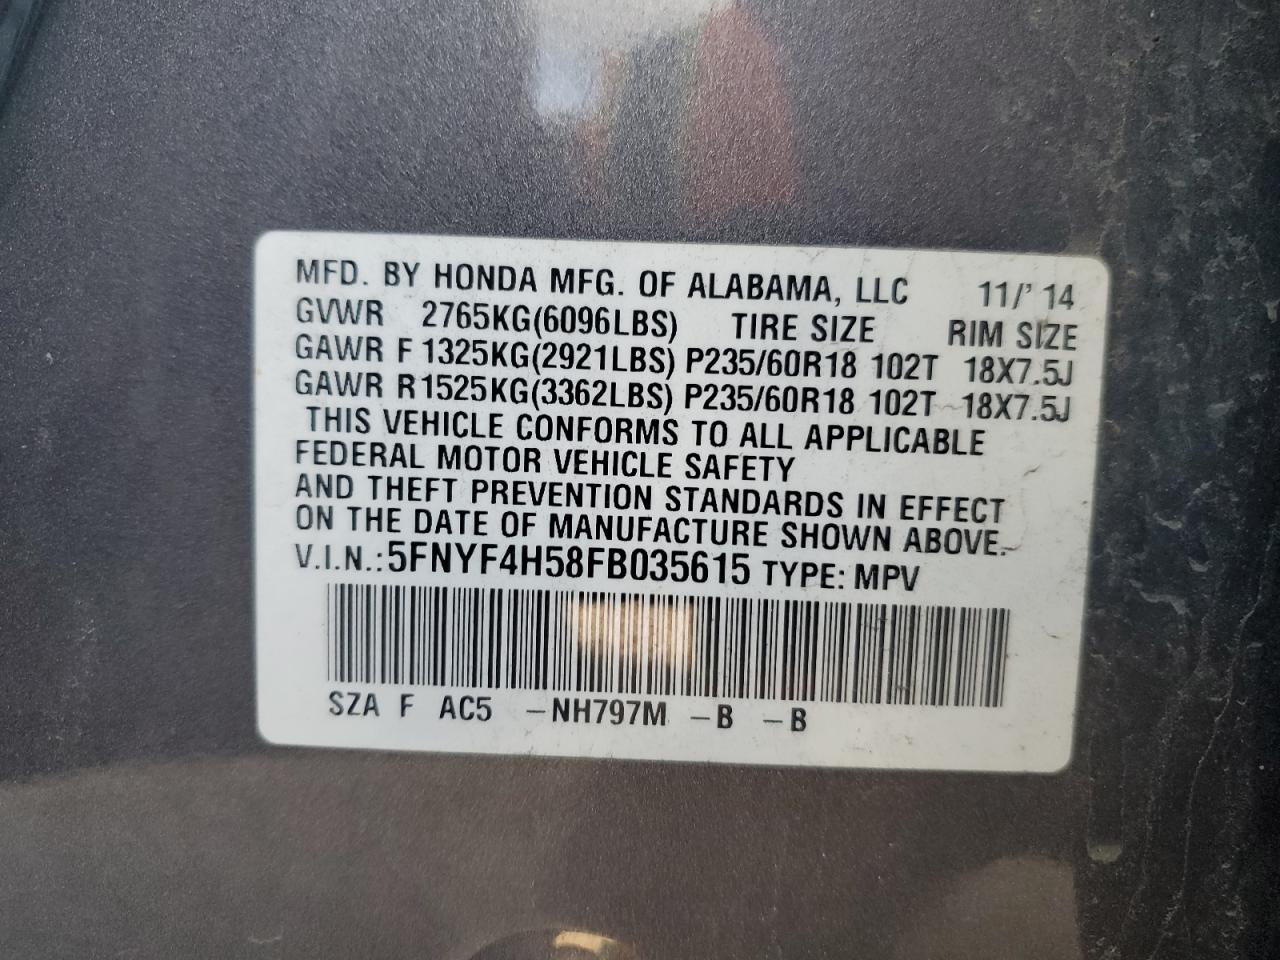 MFD. BY HONDA MFG. OF ALABAMA, LLC 11/' 14
GVWR 2765KG(6096LBS) TIRE SIZE RIM SIZE
GAWR F 1325KG(2921LBS) P235/60R18 102T 18X7.5J
GAWR R 1525KG(3362LBS) P235/60R18 102T 18X7.5J
THIS VEHICLE CONFORMS TO ALL APPLICABLE
FEDERAL MOTOR VEHICLE SAFETY
AND THEFT PREVENTION STANDARDS IN EFFECT
ON THE DATE OF MANUFACTURE SHOWN ABOVE.
V.I.N.: 5FNYF4H58FB035615 TYPE: MPV
SZA F AC5 -NH797M -B -B